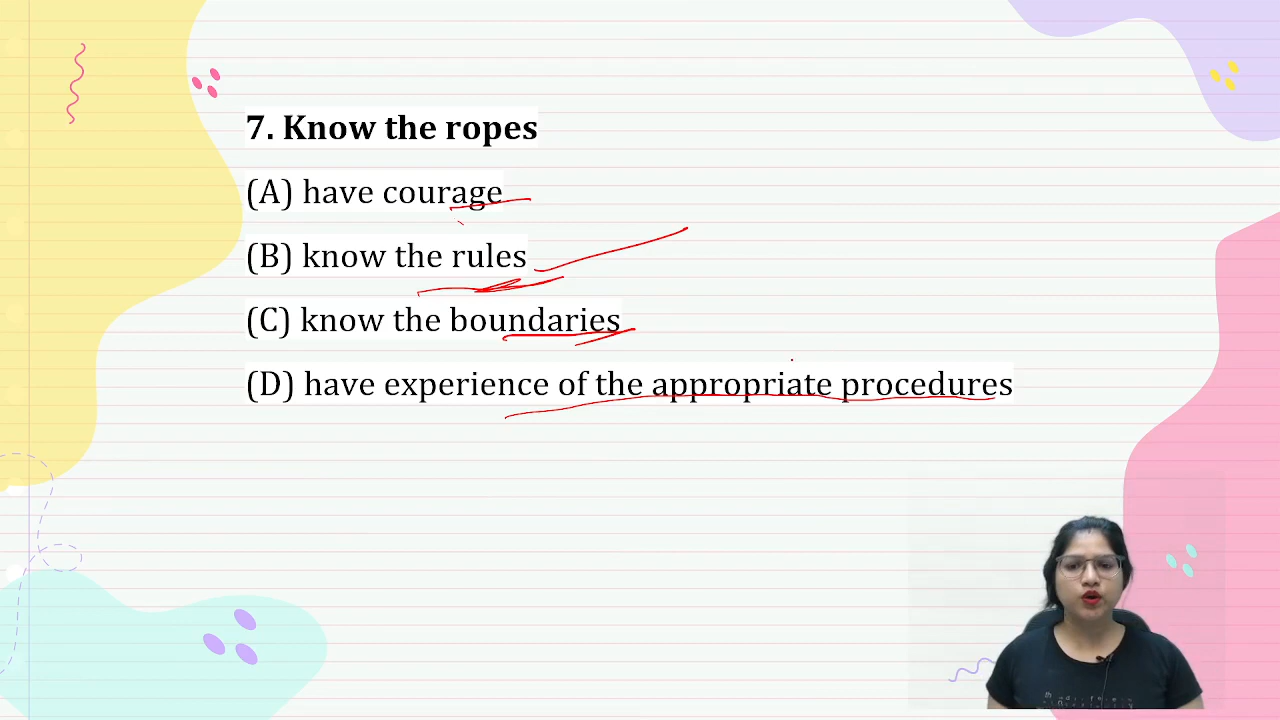 7. Know the ropes
(A) have courage
(B) know the rules
(C) know the boundaries
(D) have experience of the appropriate procedures